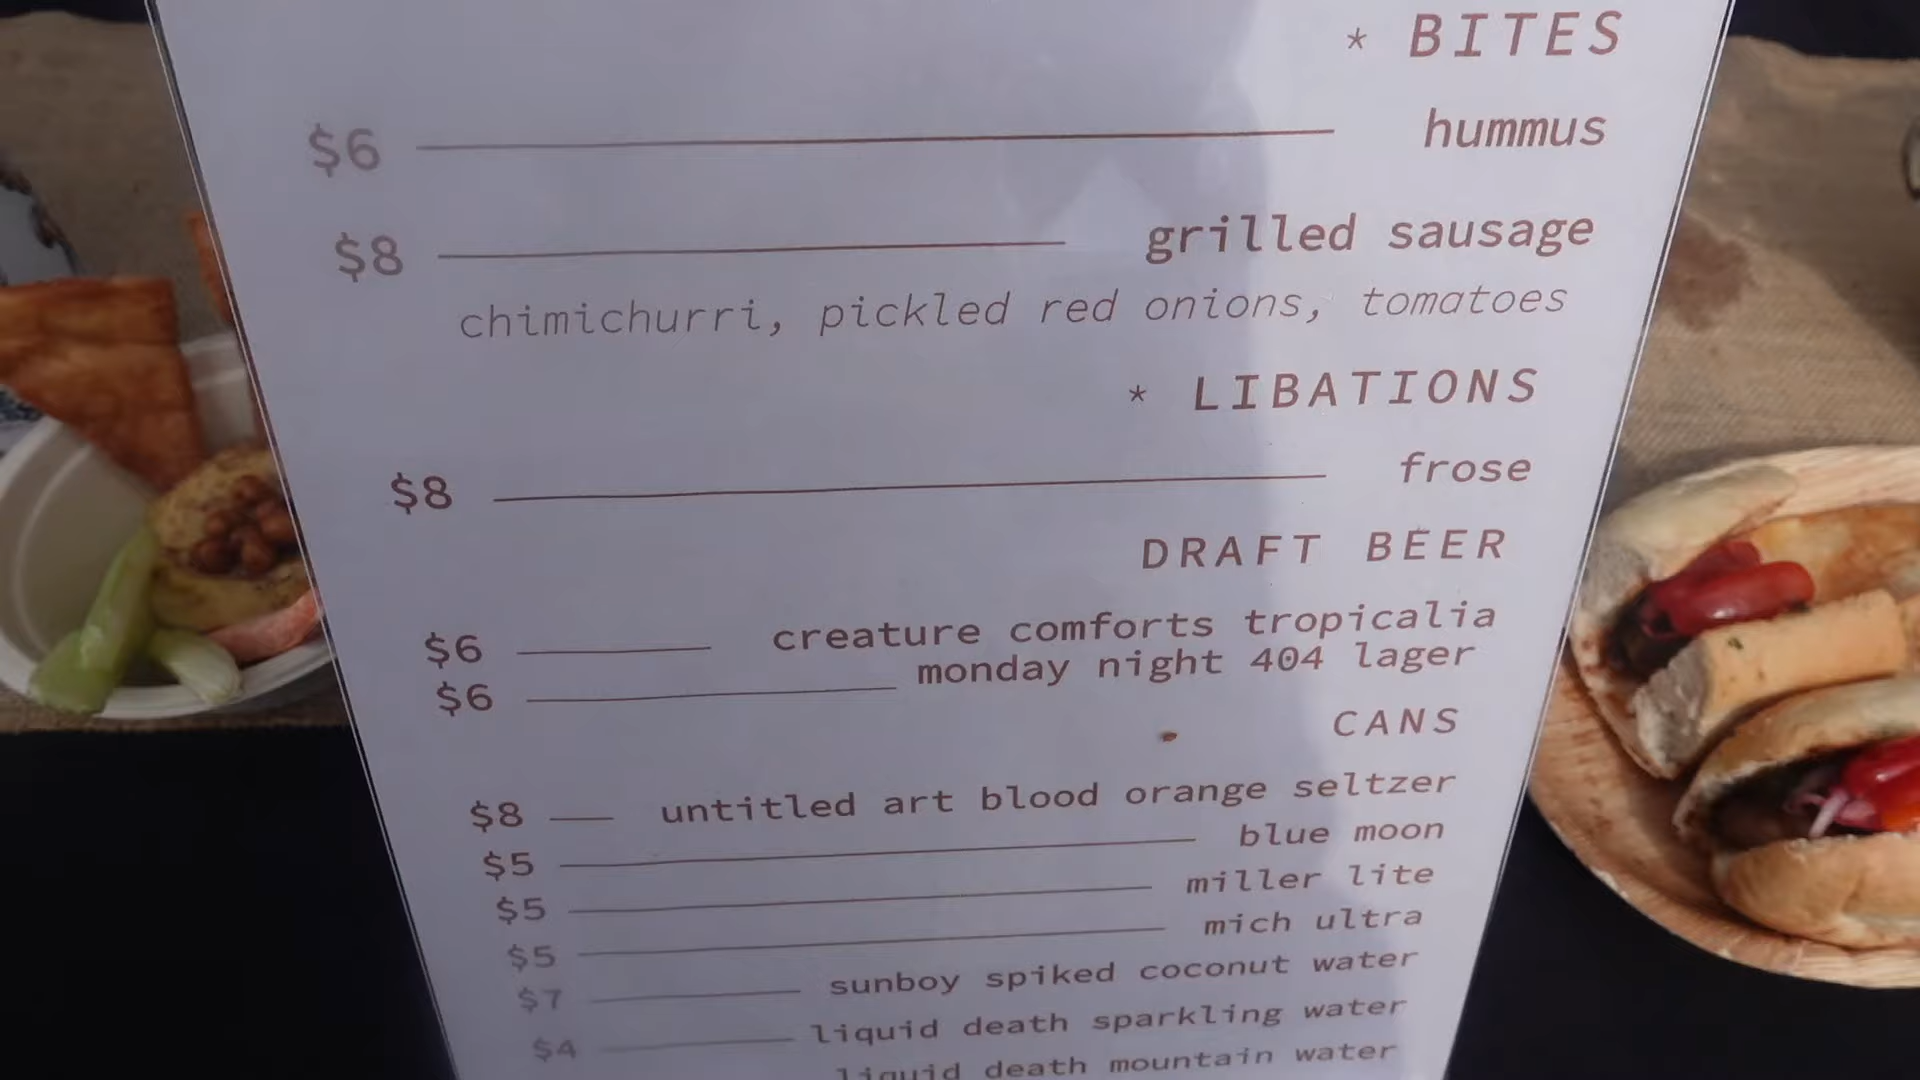 * BITES
$6 hummus
$8 grilled sausage
chimichurri, pickled red onions, tomatoes
* LIBATIONS
$8 frose
DRAFT BEER
$6 creature comforts tropicalia
$6 monday night 404 lager
CANS
$8 untitled art blood orange seltzer
$5 blue moon
$5 miller lite
$5 mich ultra
$7 sunboy spiked coconut water
$4 liquid death sparkling water
liquid death mountain water